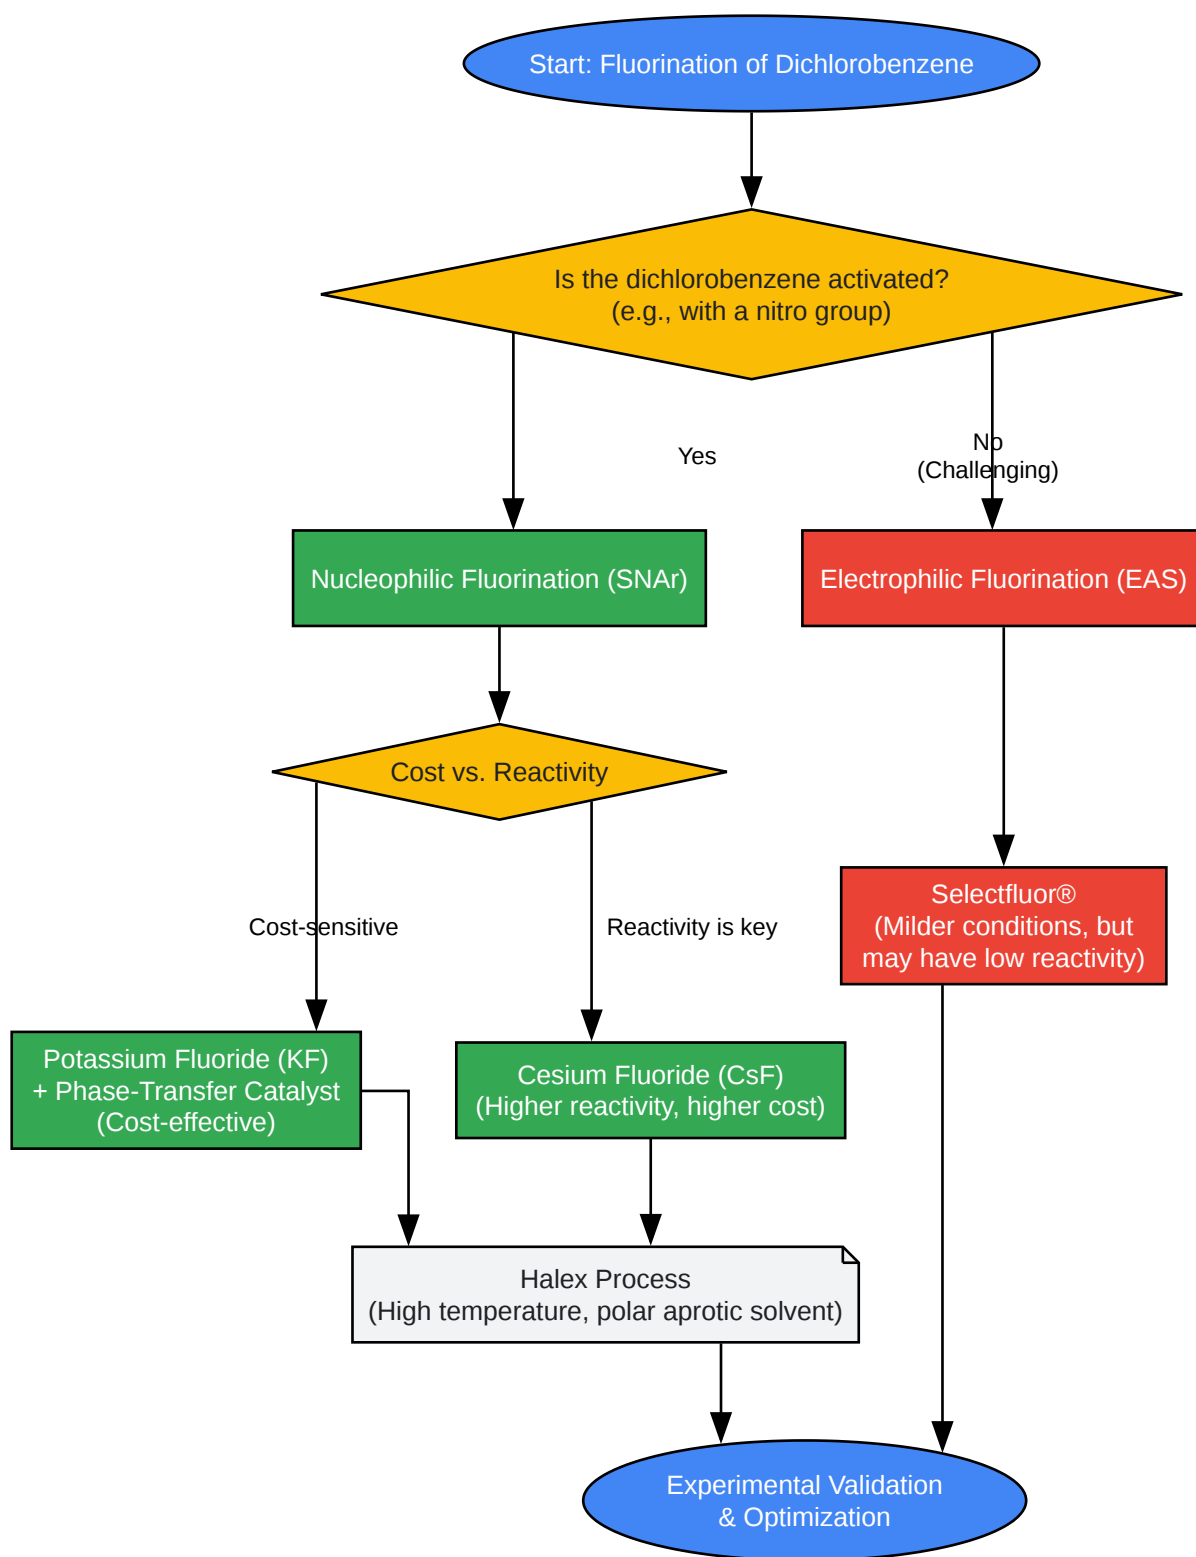 Start: Fluorination of Dichlorobenzene
Is the dichlorobenzene activated?
(e.g., with a nitro group)
Yes
No
(Challenging)
Nucleophilic Fluorination (SNAr)
Electrophilic Fluorination (EAS)
Cost vs. Reactivity
Selectfluor®
(Milder conditions, but
may have low reactivity)
Cost-sensitive
Reactivity is key
Potassium Fluoride (KF)
+ Phase-Transfer Catalyst
(Cost-effective)
Cesium Fluoride (CsF)
(Higher reactivity, higher cost)
Halex Process
(High temperature, polar aprotic solvent)
Experimental Validation
& Optimization